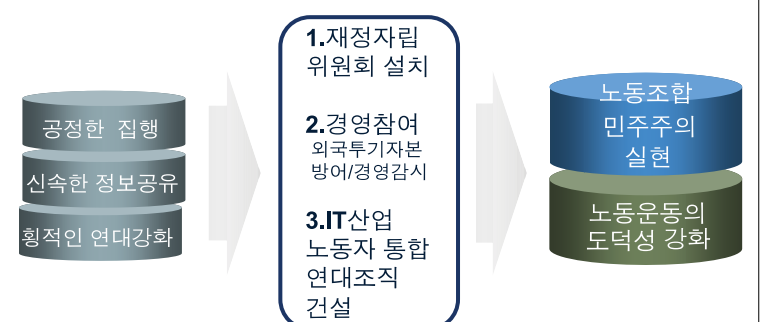 공정한 집행
신속한 정보공유
횡적인 연대강화
1.재정자립
위원회 설치
2.경영참여
외국투기자본
방어/경영감시
3.IT산업
노동자 통합
연대조직
건설
노동조합
민주주의
실현
노동운동의
도덕성 강화